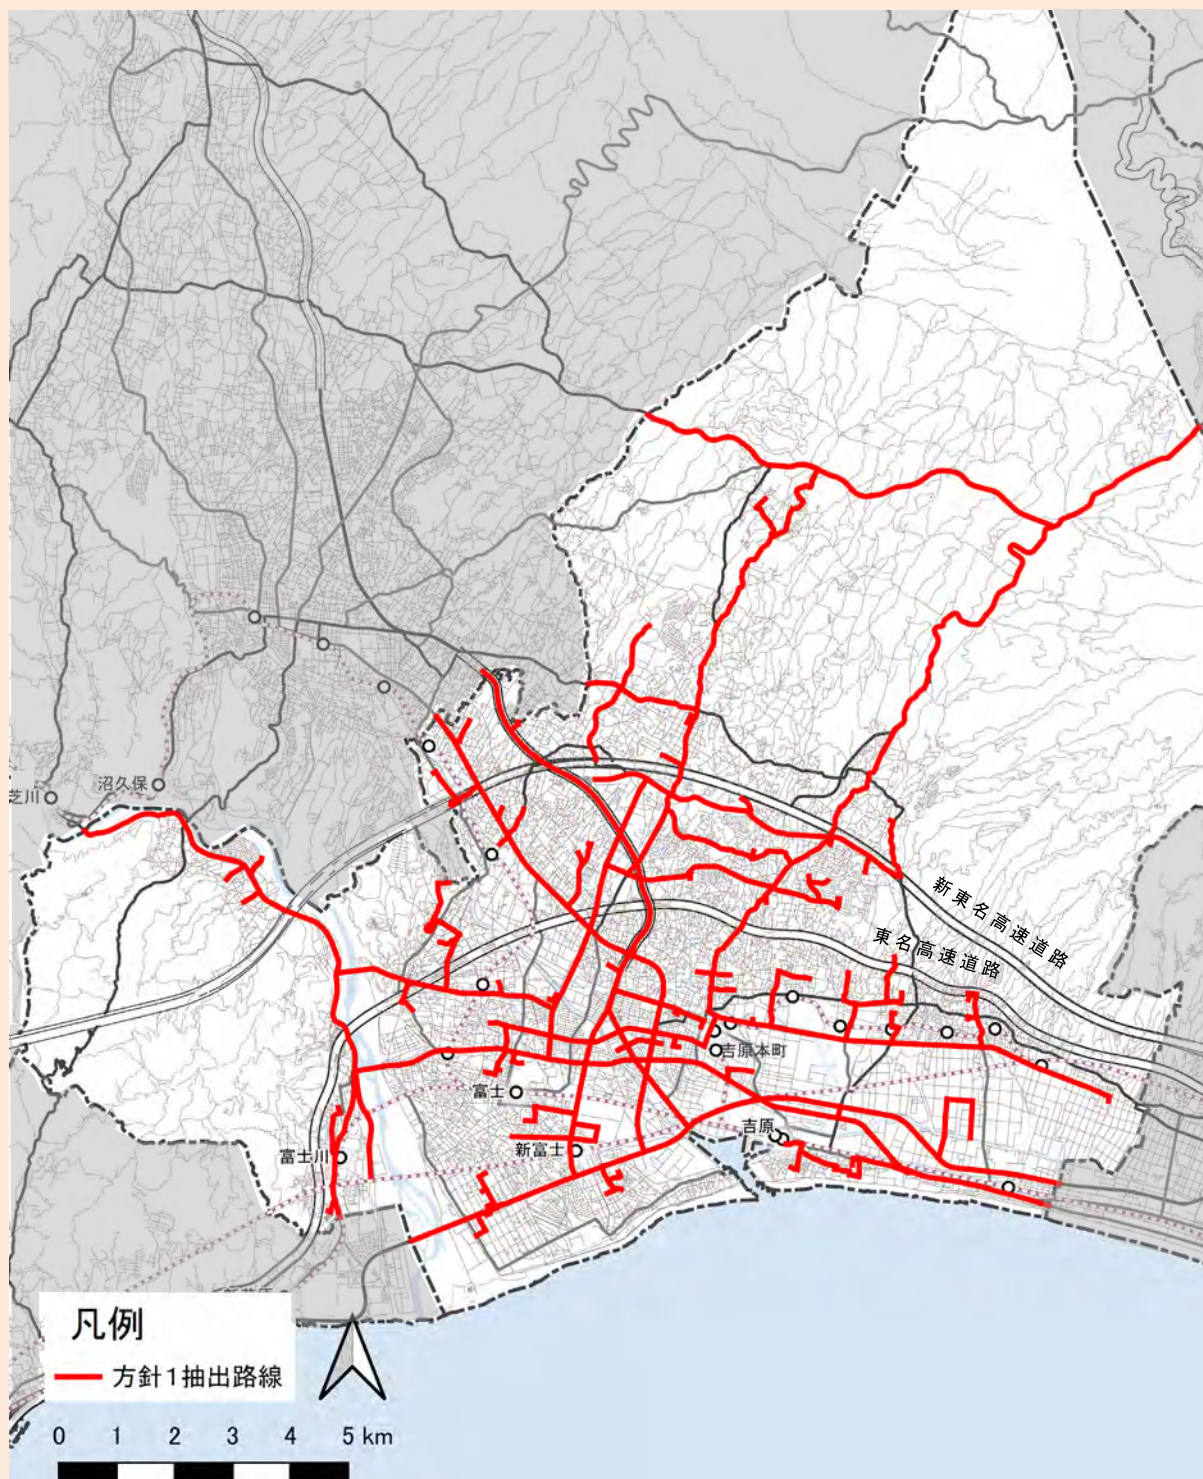 沼久保
芝川
新東名高速道路
東名高速道路
吉原本町
富士
吉原
新富士
富士川
凡例
方針1抽出路線
0 1 2 3 4 5 km